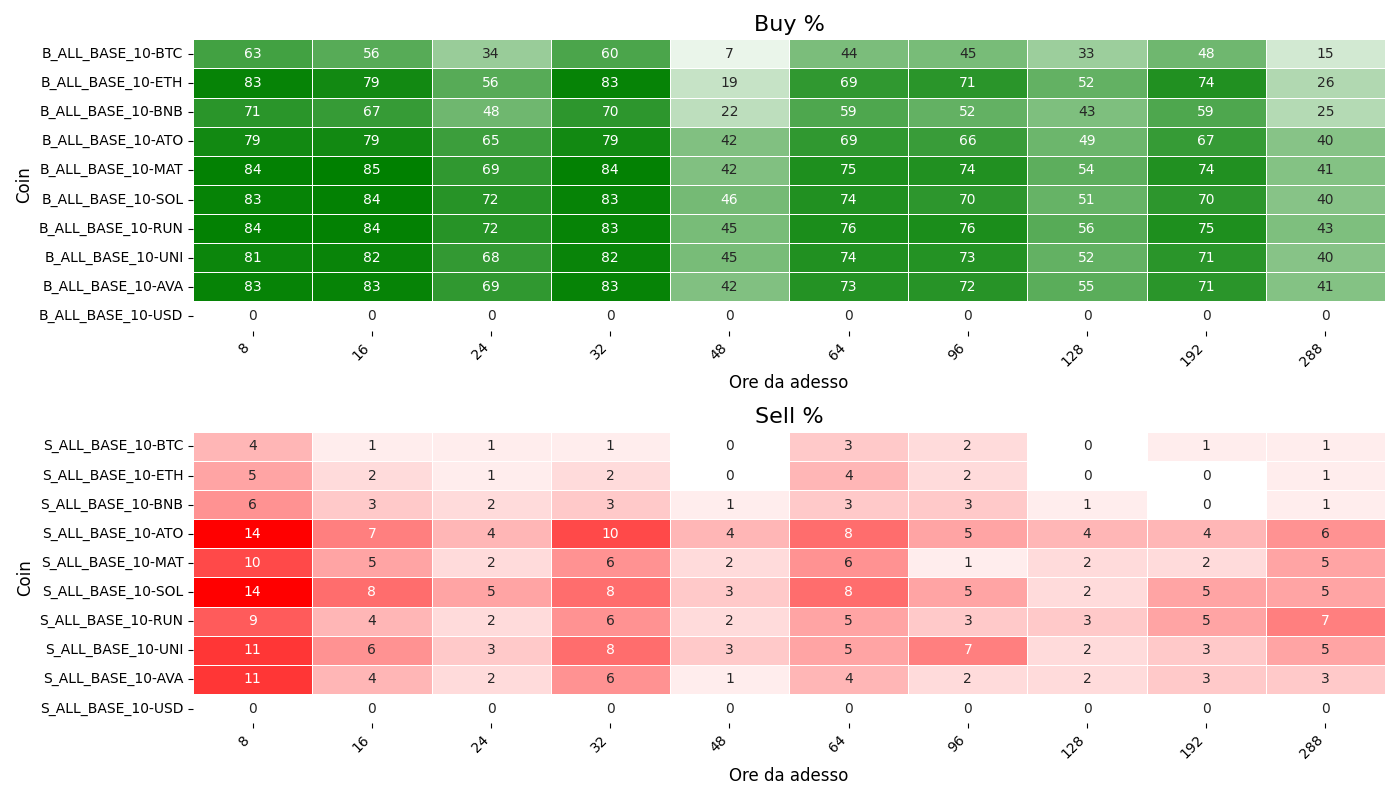 Buy %
Coin
B_ALL_BASE_10-BTC 63 56 34 60 7 44 45 33 48 15
B_ALL_BASE_10-ETH 83 79 56 83 19 69 71 52 74 26
B_ALL_BASE_10-BNB 71 67 48 70 22 59 52 43 59 25
B_ALL_BASE_10-ATO 79 79 65 79 42 69 66 49 67 40
B_ALL_BASE_10-MAT 84 85 69 84 42 75 74 54 74 41
B_ALL_BASE_10-SOL 83 84 72 83 46 74 70 51 70 40
B_ALL_BASE_10-RUN 84 84 72 83 45 76 76 56 75 43
B_ALL_BASE_10-UNI 81 82 68 82 45 74 73 52 71 40
B_ALL_BASE_10-AVA 83 83 69 83 42 73 72 55 71 41
B_ALL_BASE_10-USD 0 0 0 0 0 0 0 0 0 0
8 16 24 32 48 64 96 128 192 288
Ore da adesso
Sell %
Coin
S_ALL_BASE_10-BTC 4 1 1 1 0 3 2 0 1 1
S_ALL_BASE_10-ETH 5 2 1 2 0 4 2 0 0 1
S_ALL_BASE_10-BNB 6 3 2 3 1 3 3 1 0 1
S_ALL_BASE_10-ATO 14 7 4 10 4 8 5 4 4 6
S_ALL_BASE_10-MAT 10 5 2 6 2 6 1 2 2 5
S_ALL_BASE_10-SOL 14 8 5 8 3 8 5 2 5 5
S_ALL_BASE_10-RUN 9 4 2 6 2 5 3 3 5 7
S_ALL_BASE_10-UNI 11 6 3 8 3 5 7 2 3 5
S_ALL_BASE_10-AVA 11 4 2 6 1 4 2 2 3 3
S_ALL_BASE_10-USD 0 0 0 0 0 0 0 0 0 0
8 16 24 32 48 64 96 128 192 288
Ore da adesso